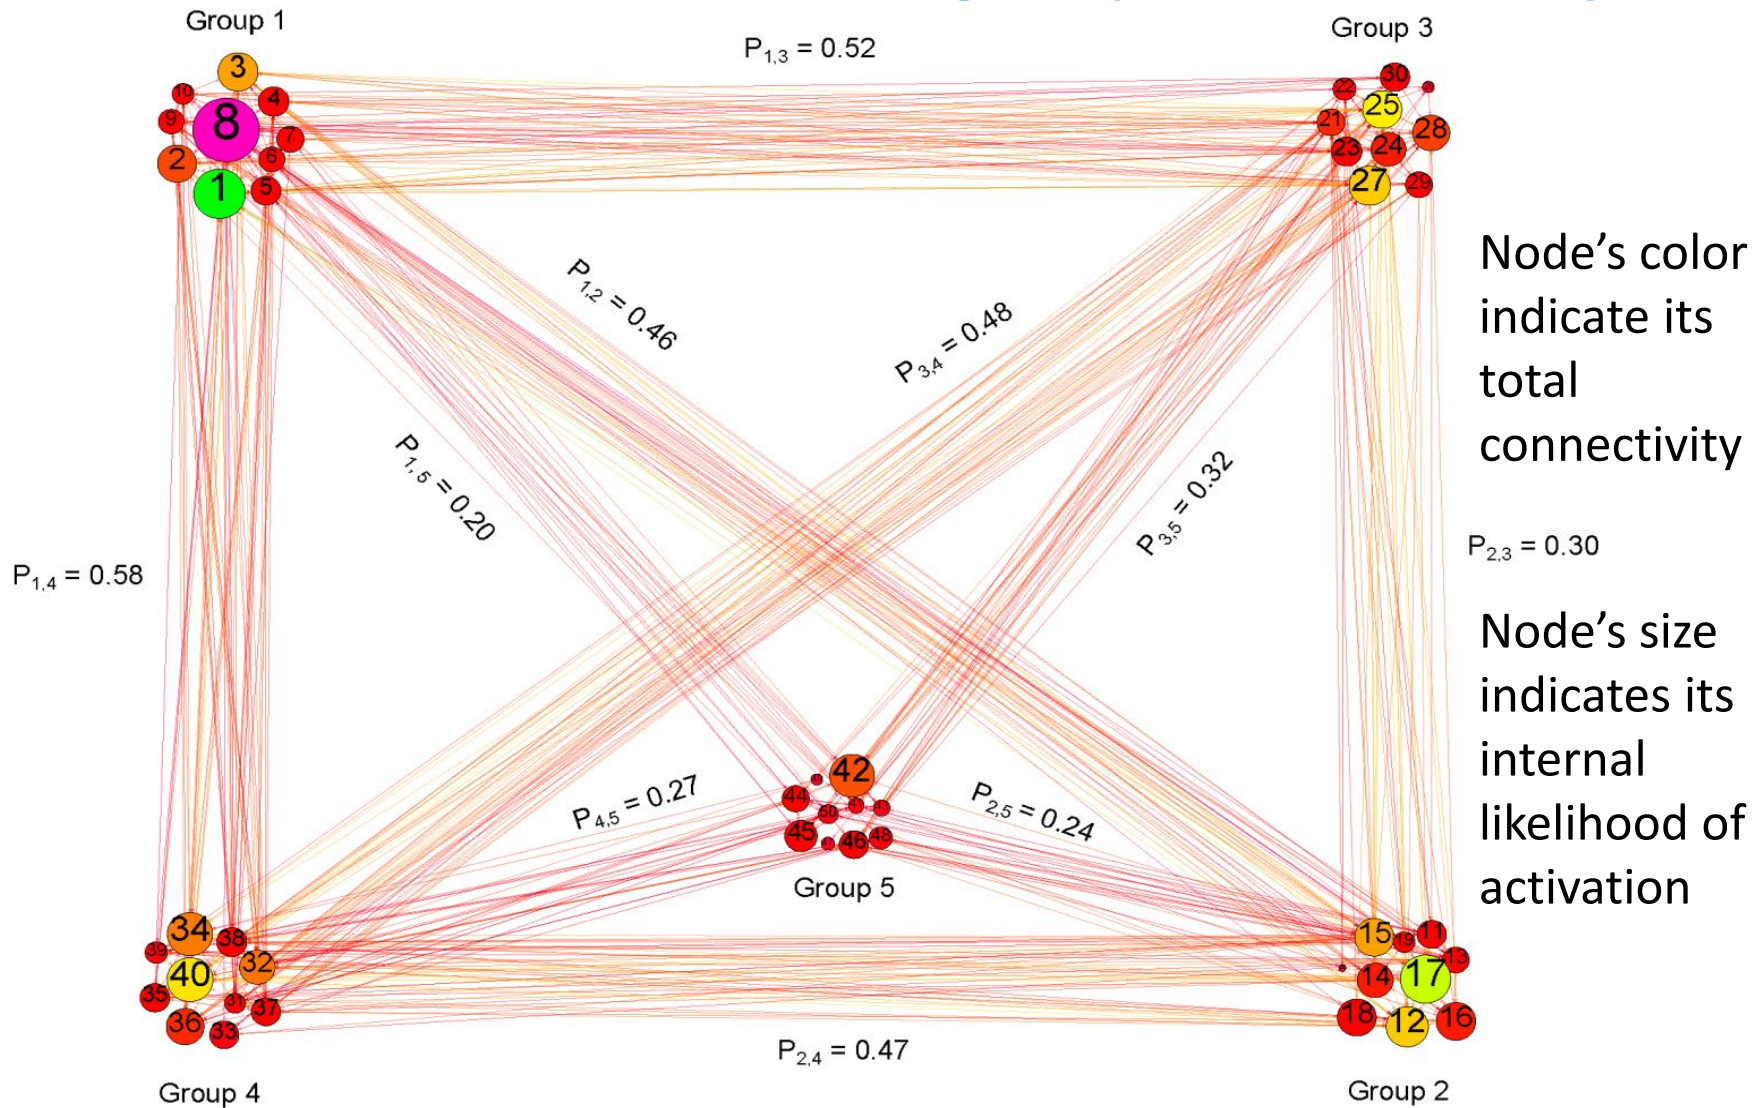 Group 1
Group 3
P1,3 = 0.52
3
10
4
9
8
7
2
6
1
5
30
22
25
21
28
23
24
27
29
P1,2 = 0.46
P3,4 = 0.48
P1,5 = 0.20
P3,5 = 0.32
P1,4 = 0.58
P2,3 = 0.30
Node's color
indicate its
total
connectivity
Node's size
indicates its
internal
likelihood of
activation
P4,5 = 0.27
P2,5 = 0.24
42
44
50
45
46
48
Group 5
34
39
38
40
32
35
31
37
36
33
15
19
11
13
14
17
18
12
16
P2,4 = 0.47
Group 4
Group 2